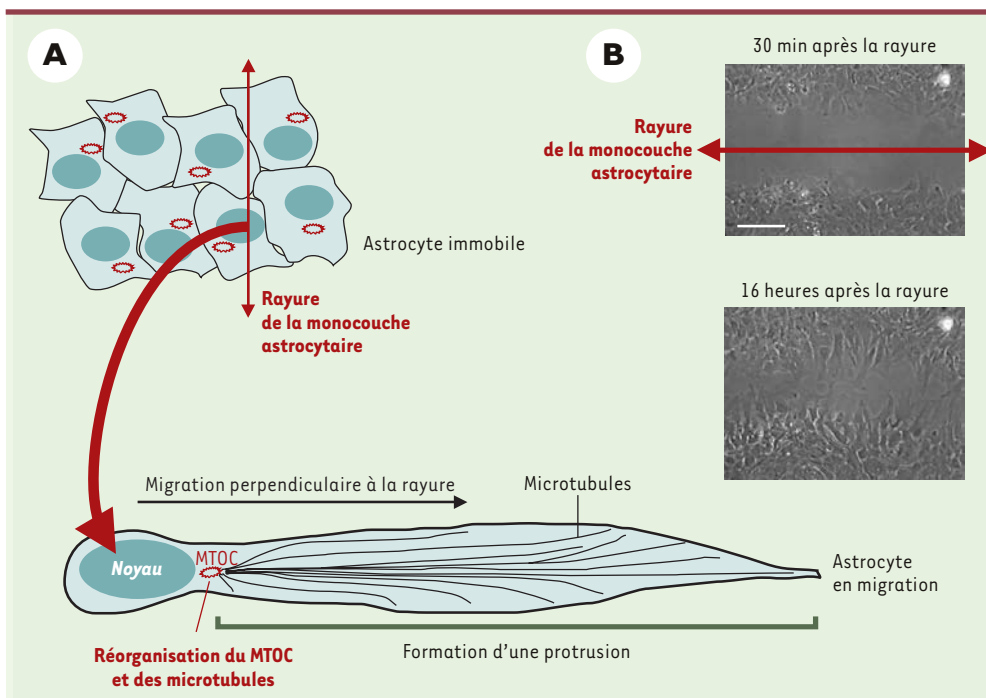 A
Astrocyte immobile
Rayure
de la monocouche
astrocytaire
Migration perpendiculaire à la rayure
Microtubules
Noyau
MTOC
Astrocyte
en migration
Réorganisation du MTOC
et des microtubules
Formation d'une protrusion
B
30 min après la rayure
Rayure
de la monocouche
astrocytaire
16 heures après la rayure